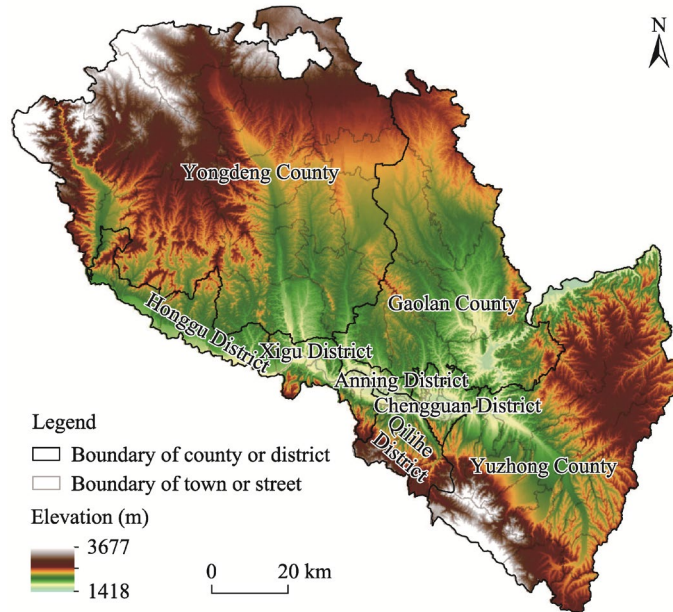 N
Yongdeng County
Gaolan County
Honggu District
Xigu District
Anning District
Chengguan District
Qilihe
District
Yuzhong County
Legend
Boundary of county or district
Boundary of town or street
Elevation (m)
3677
1418
0 20 km